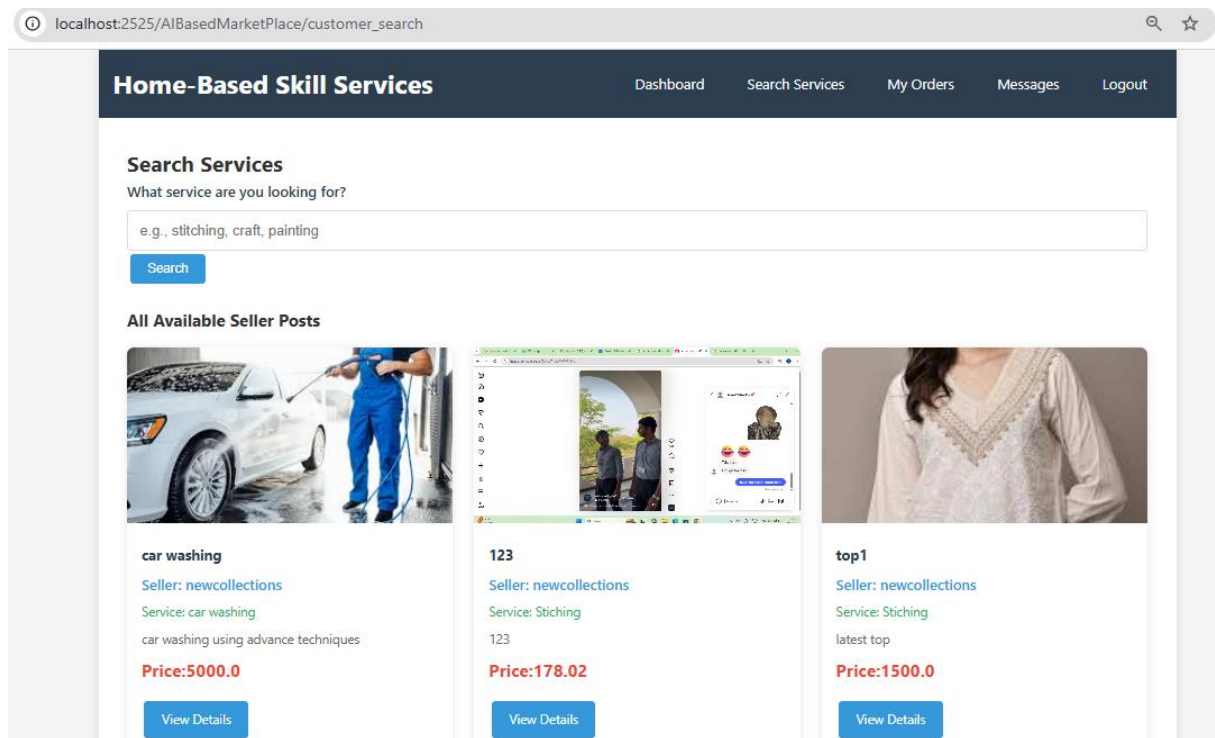 localhost:2525/AIBasedMarketPlace/customer_search
Home-Based Skill Services
Dashboard
Search Services
My Orders
Messages
Logout
Search Services
What service are you looking for?
e.g., stitching, craft, painting
Search
All Available Seller Posts
car washing
Seller: newcollections
Service: car washing
car washing using advance techniques
Price:5000.0
View Details
123
Seller: newcollections
Service: Stiching
123
Price:178.02
View Details
top1
Seller: newcollections
Service: Stiching
latest top
Price:1500.0
View Details